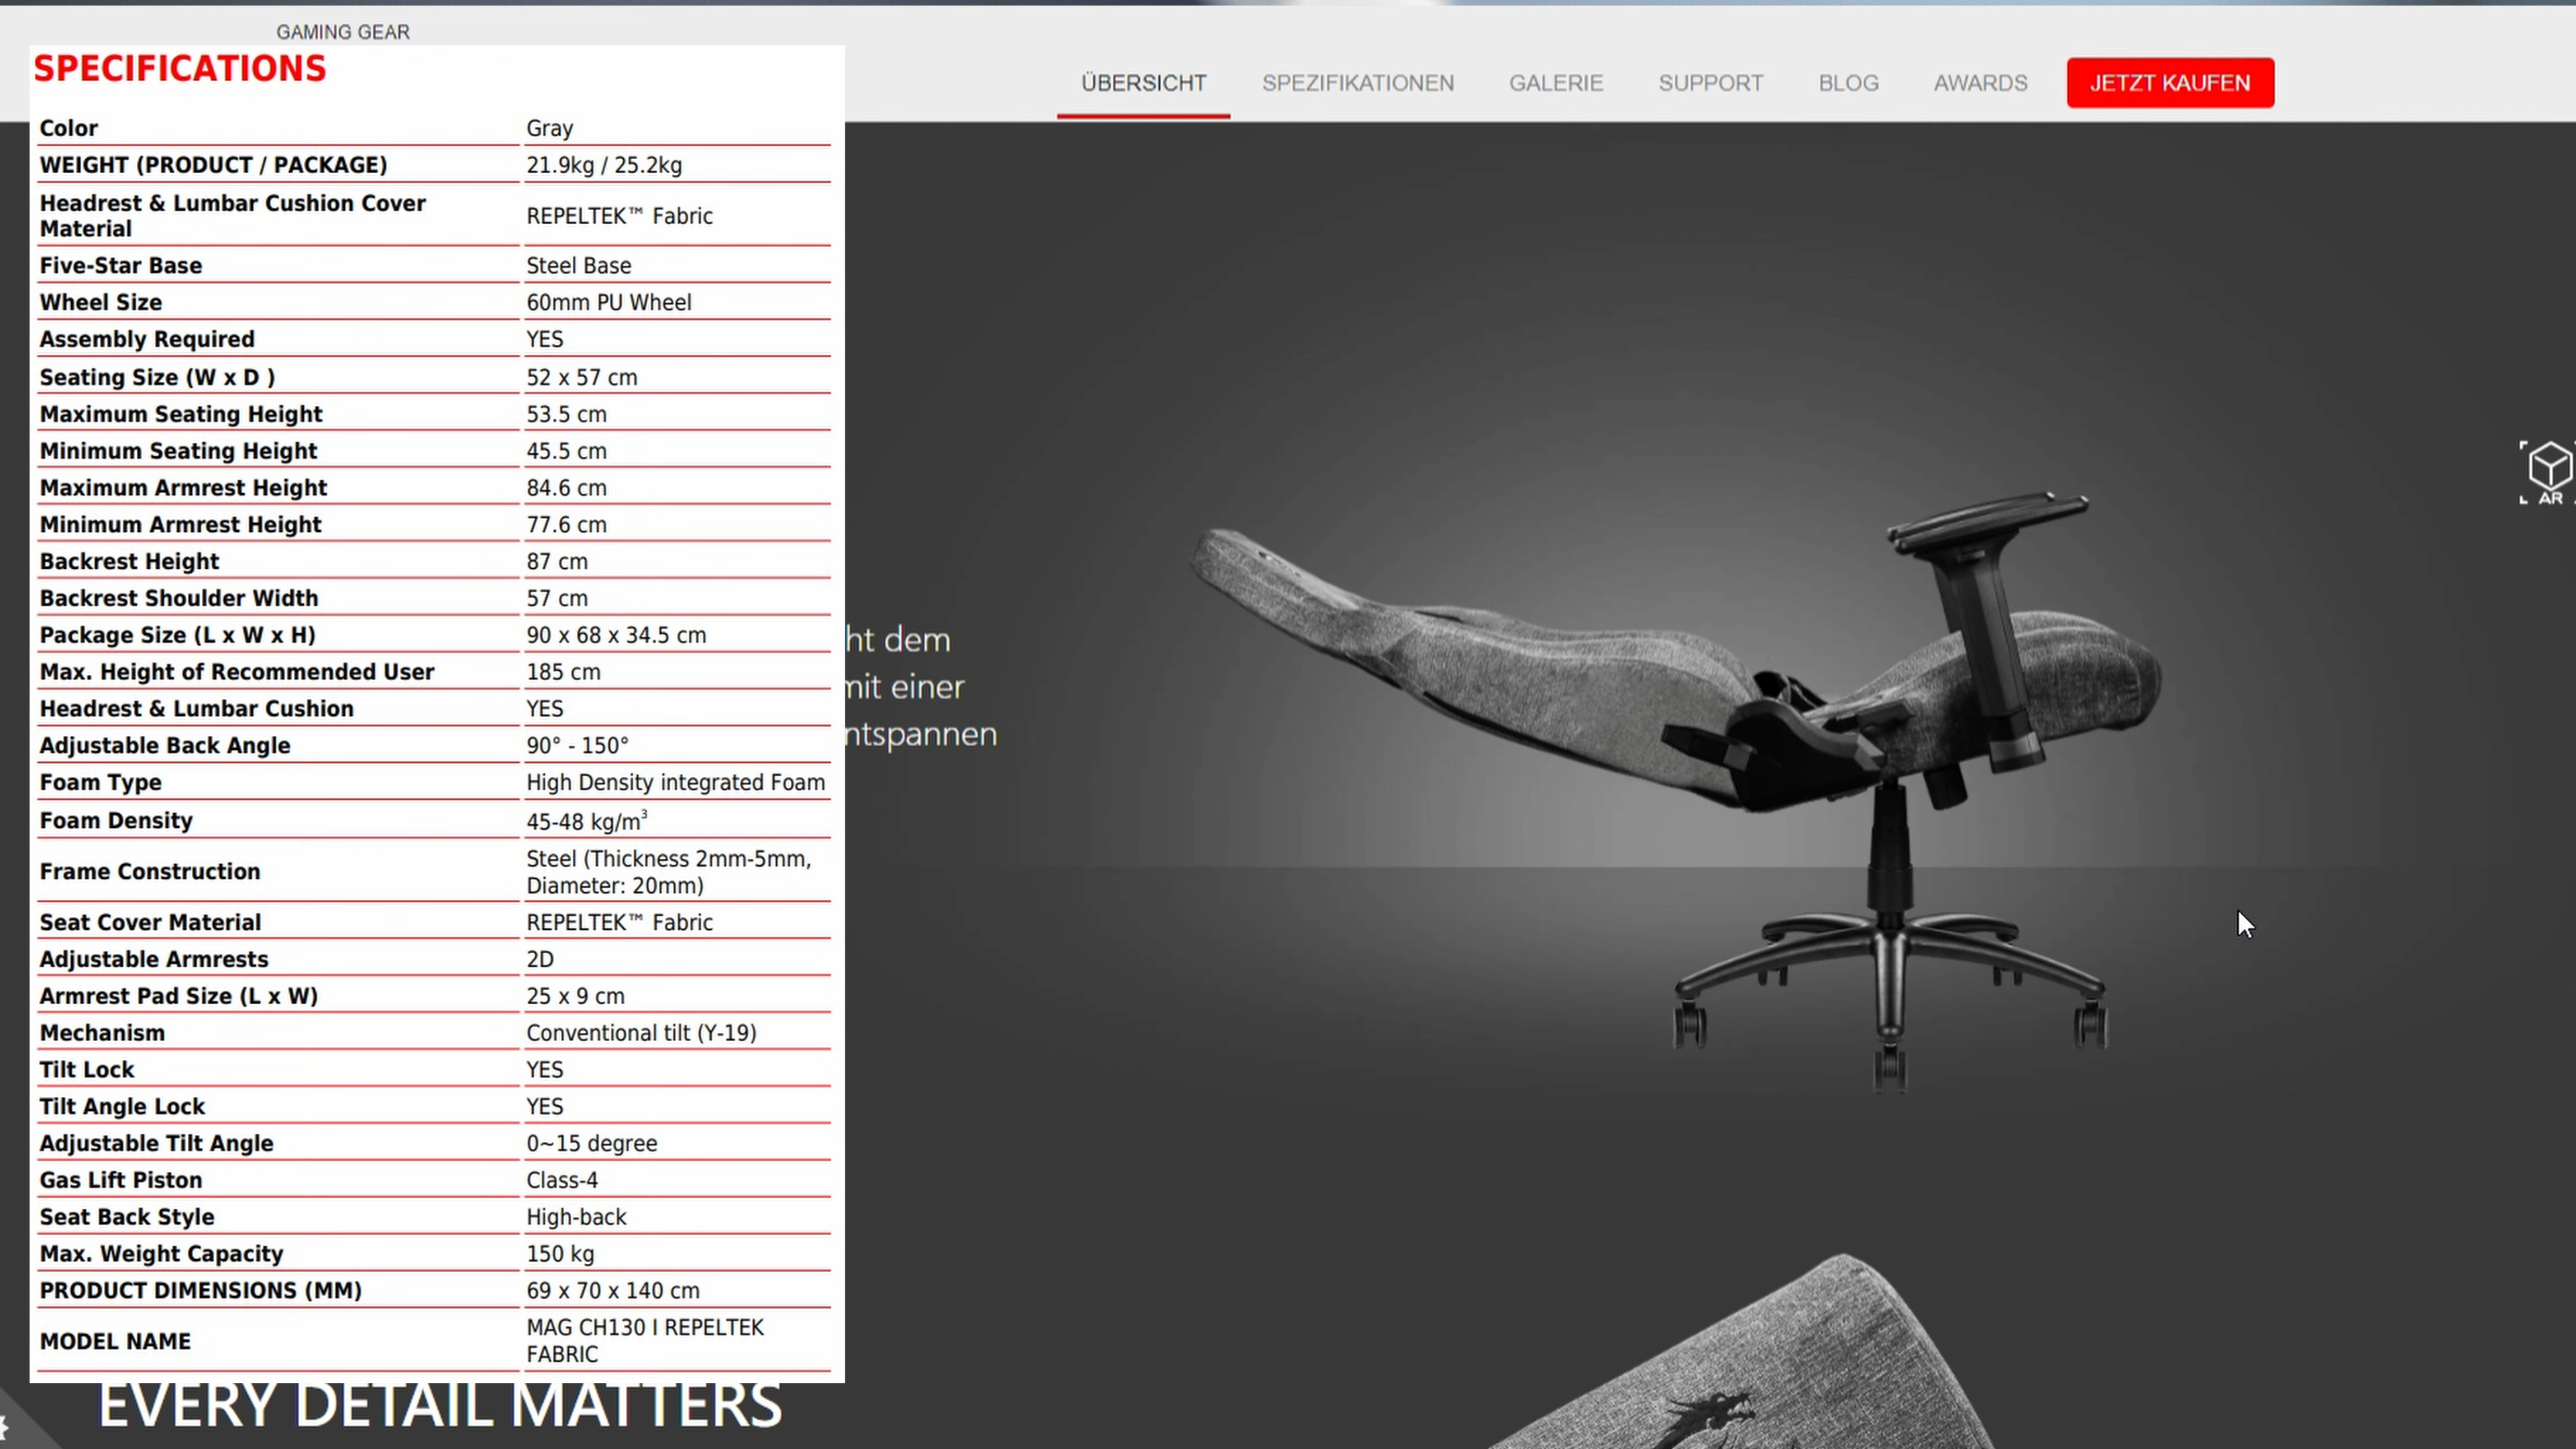 GAMING GEAR
ÜBERSICHT SPEZIFIKATIONEN GALERIE SUPPORT BLOG AWARDS JETZT KAUFEN
SPECIFICATIONS
Color Gray
WEIGHT (PRODUCT / PACKAGE) 21.9kg / 25.2kg
Headrest & Lumbar Cushion Cover
Material REPELTEK™ Fabric
Five-Star Base Steel Base
Wheel Size 60mm PU Wheel
Assembly Required YES
Seating Size (W x D ) 52 x 57 cm
Maximum Seating Height 53.5 cm
Minimum Seating Height 45.5 cm
Maximum Armrest Height 84.6 cm
Minimum Armrest Height 77.6 cm
Backrest Height 87 cm
Backrest Shoulder Width 57 cm
Package Size (L x W x H) 90 x 68 x 34.5 cm
Max. Height of Recommended User 185 cm
Headrest & Lumbar Cushion YES
Adjustable Back Angle 90° - 150°
Foam Type High Density integrated Foam
Foam Density 45-48 kg/m³
Frame Construction Steel (Thickness 2mm-5mm,
Diameter: 20mm)
Seat Cover Material REPELTEK™ Fabric
Adjustable Armrests 2D
Armrest Pad Size (L x W) 25 x 9 cm
Mechanism Conventional tilt (Y-19)
Tilt Lock YES
Tilt Angle Lock YES
Adjustable Tilt Angle 0~15 degree
Gas Lift Piston Class-4
Seat Back Style High-back
Max. Weight Capacity 150 kg
PRODUCT DIMENSIONS (MM) 69 x 70 x 140 cm
MODEL NAME MAG CH130 I REPELTEK
FABRIC
ht dem
mit einer
ntspannen
AR
EVERY DETAIL MATTERS